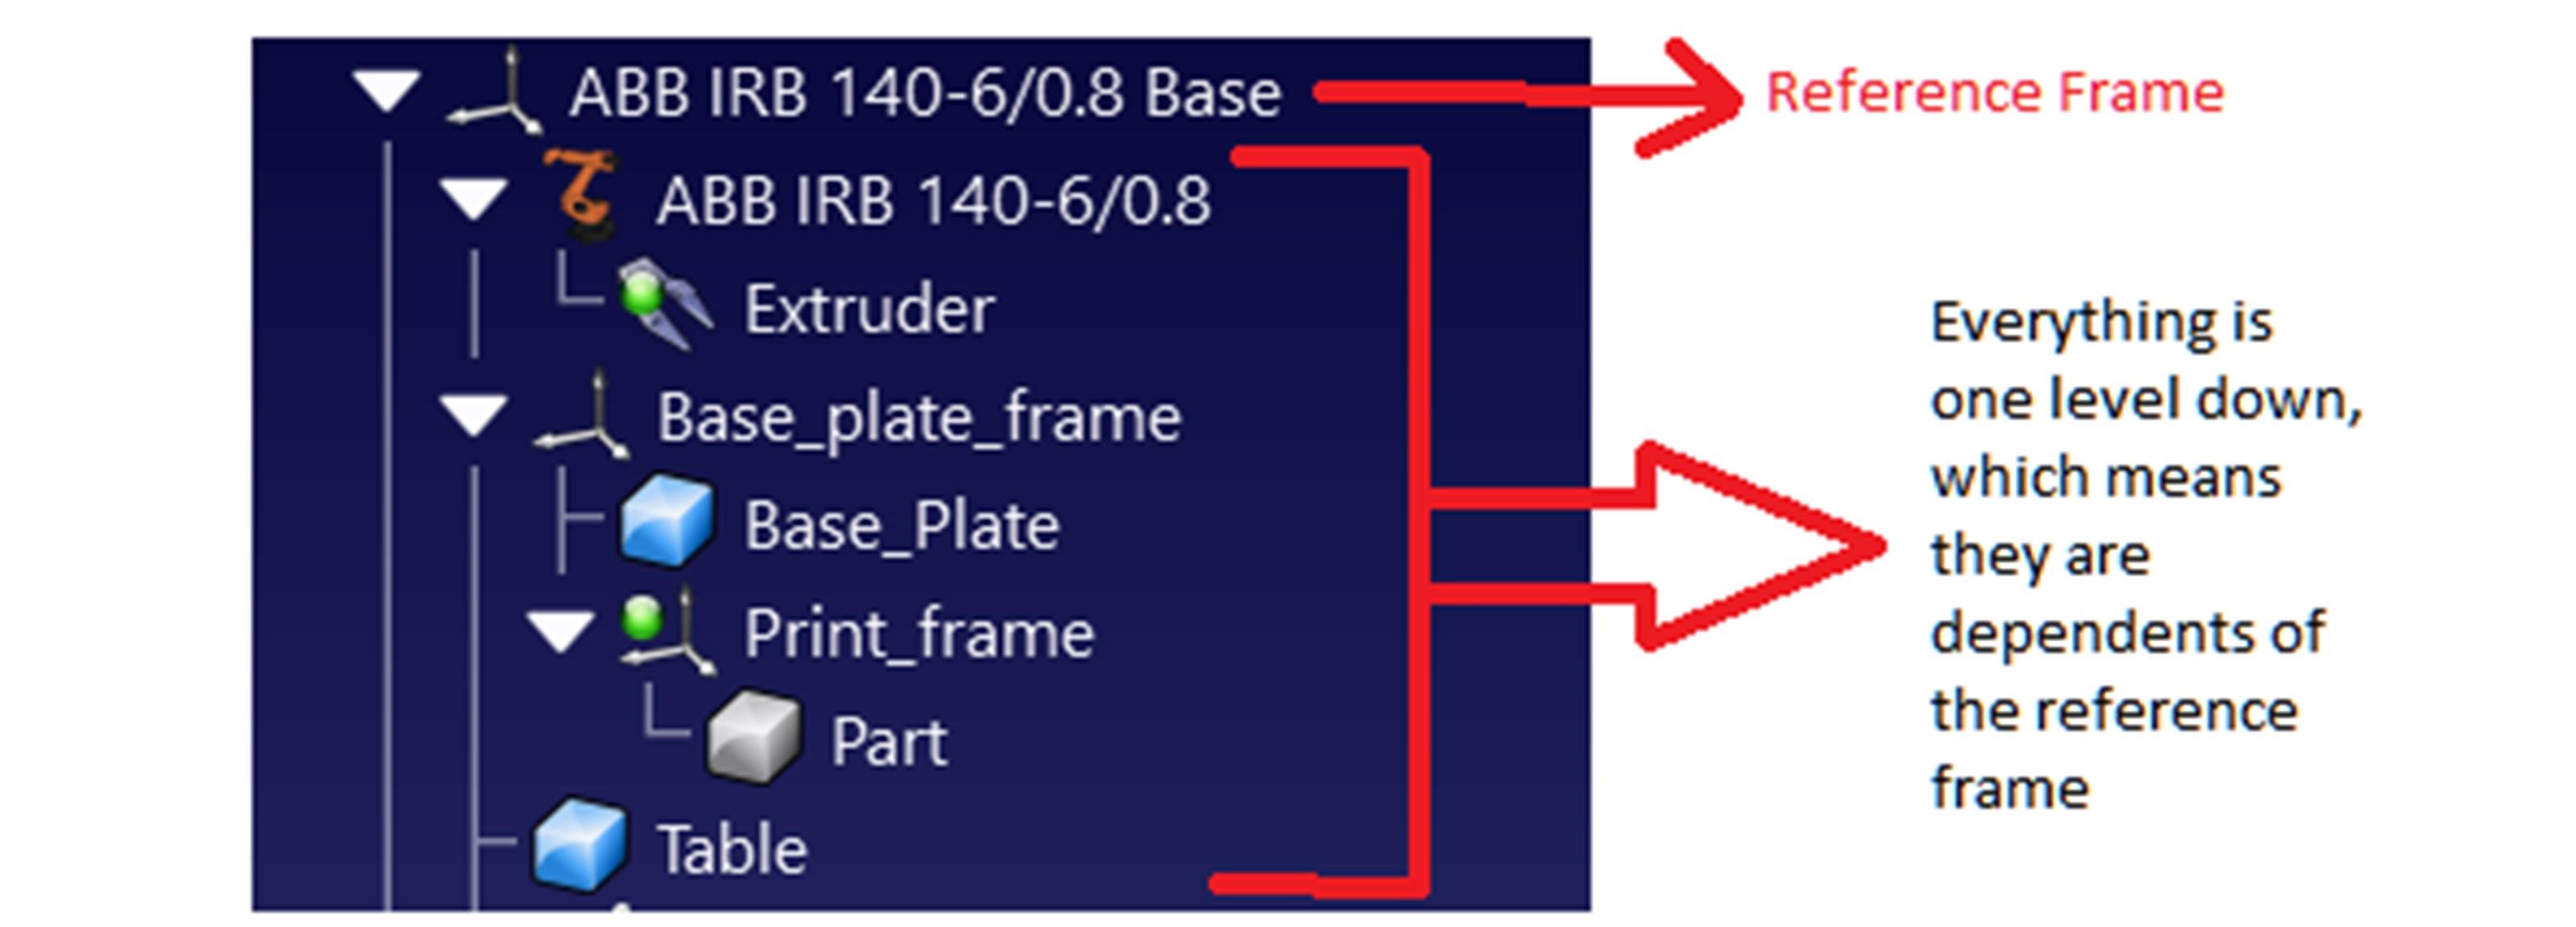 ABB IRB 140-6/0.8 Base
Reference Frame
ABB IRB 140-6/0.8
Extruder
Base_plate_frame
Base_Plate
Print_frame
Part
Table
Everything is
one level down,
which means
they are
dependents of
the reference
frame